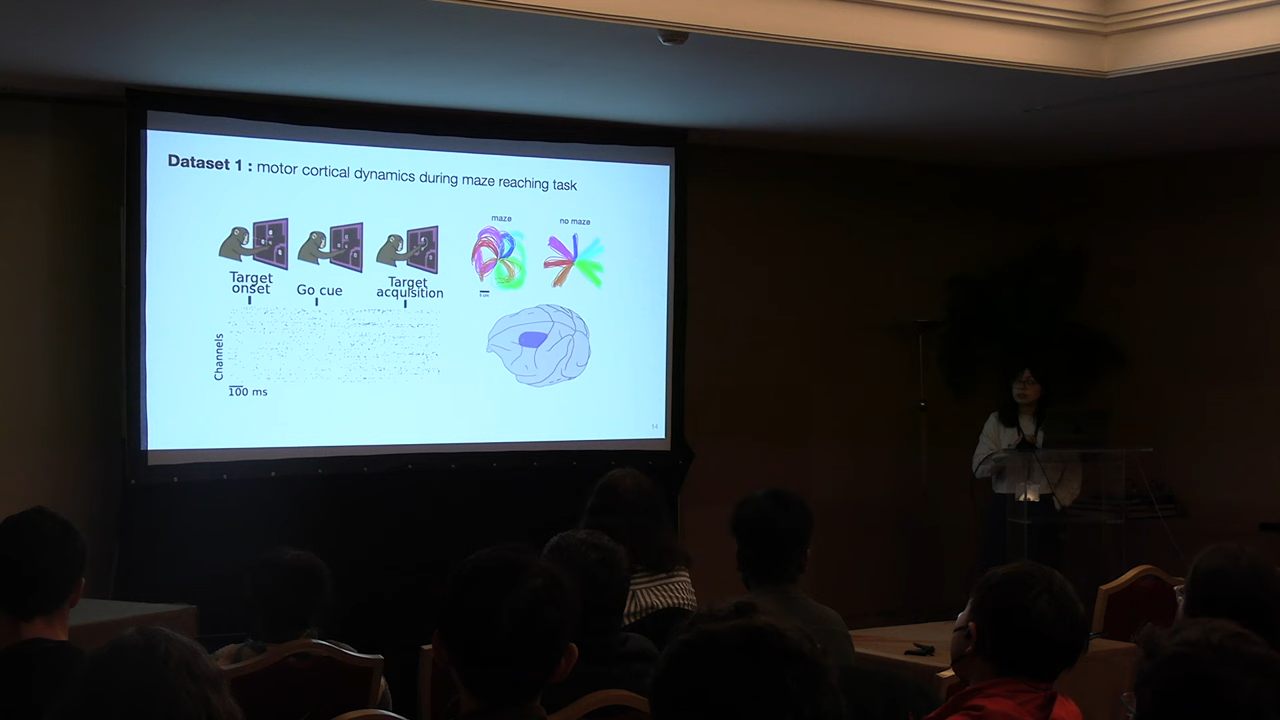 Dataset 1 : motor cortical dynamics during maze reaching task
maze
no maze
Target
onset
Go cue
Target
acquisition
Channels
100 ms
14